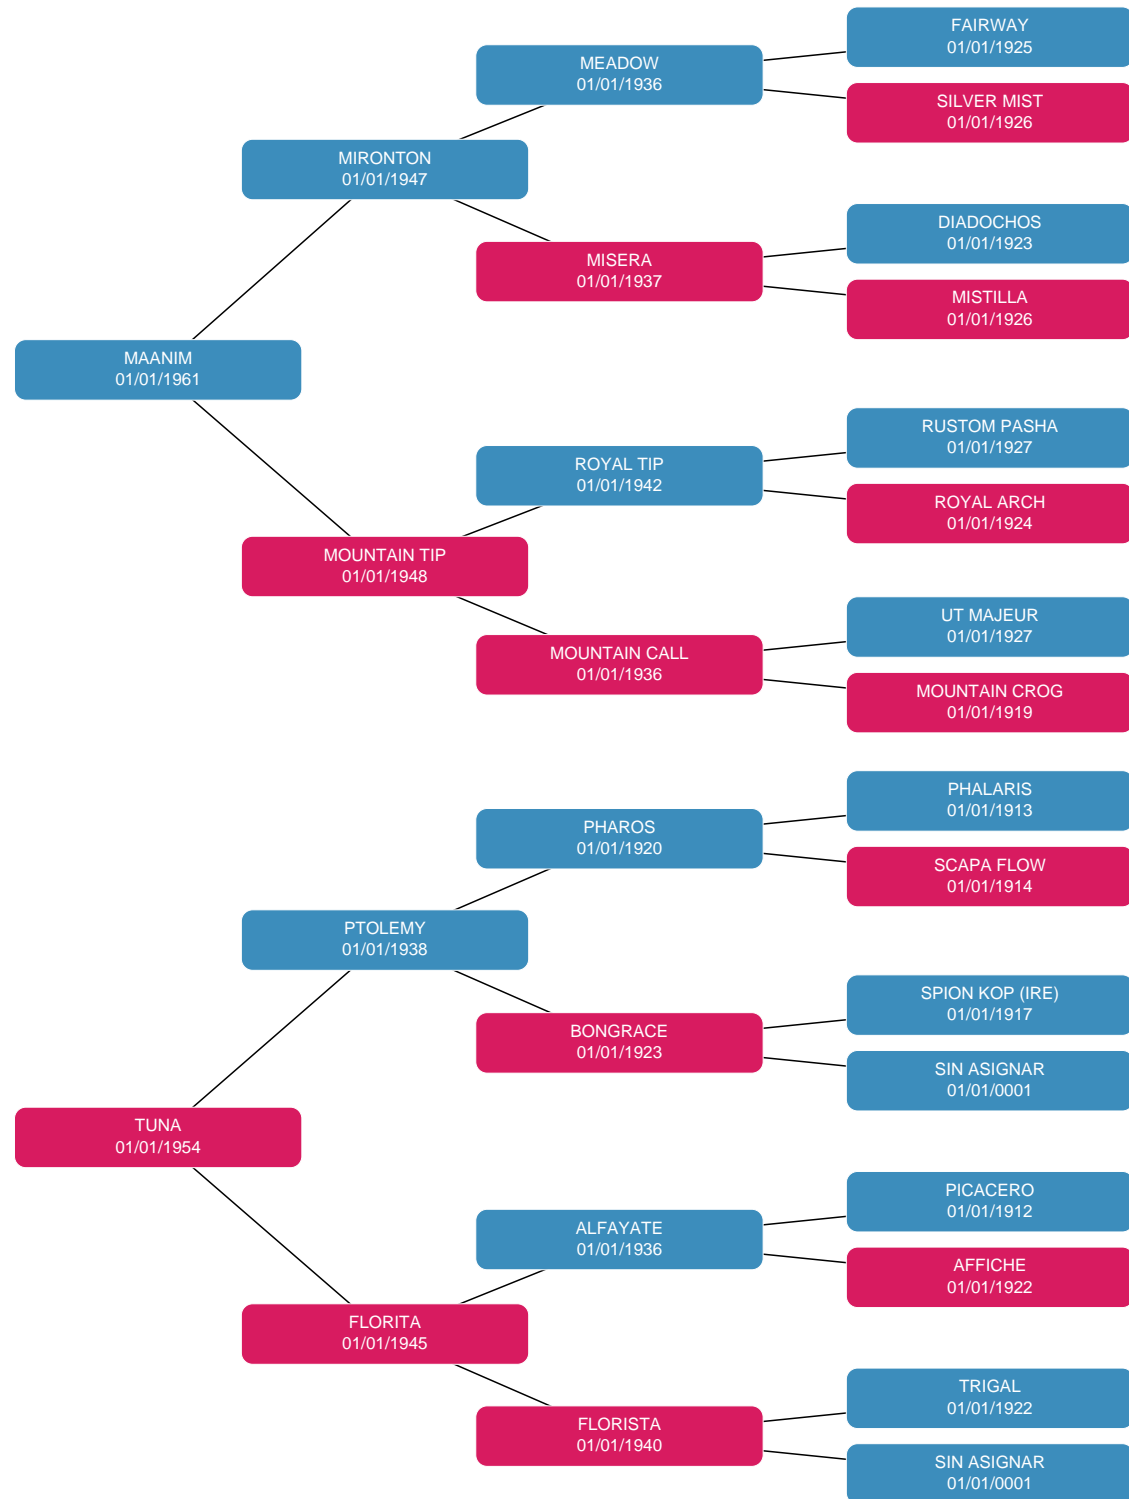 FAIRWAY
01/01/1925
MEADOW
01/01/1936
SILVER MIST
01/01/1926
MIRONTON
01/01/1947
DIADOCHOS
01/01/1923
MISERA
01/01/1937
MISTILLA
01/01/1926
MAANIM
01/01/1961
RUSTOM PASHA
01/01/1927
ROYAL TIP
01/01/1942
ROYAL ARCH
01/01/1924
MOUNTAIN TIP
01/01/1948
UT MAJEUR
01/01/1927
MOUNTAIN CALL
01/01/1936
MOUNTAIN CROG
01/01/1919
PHALARIS
01/01/1913
PHAROS
01/01/1920
SCAPA FLOW
01/01/1914
PTOLEMY
01/01/1938
SPION KOP (IRE)
01/01/1917
BONGRACE
01/01/1923
SIN ASIGNAR
01/01/0001
TUNA
01/01/1954
PICACERO
01/01/1912
ALFAYATE
01/01/1936
AFFICHE
01/01/1922
FLORITA
01/01/1945
TRIGAL
01/01/1922
FLORISTA
01/01/1940
SIN ASIGNAR
01/01/0001